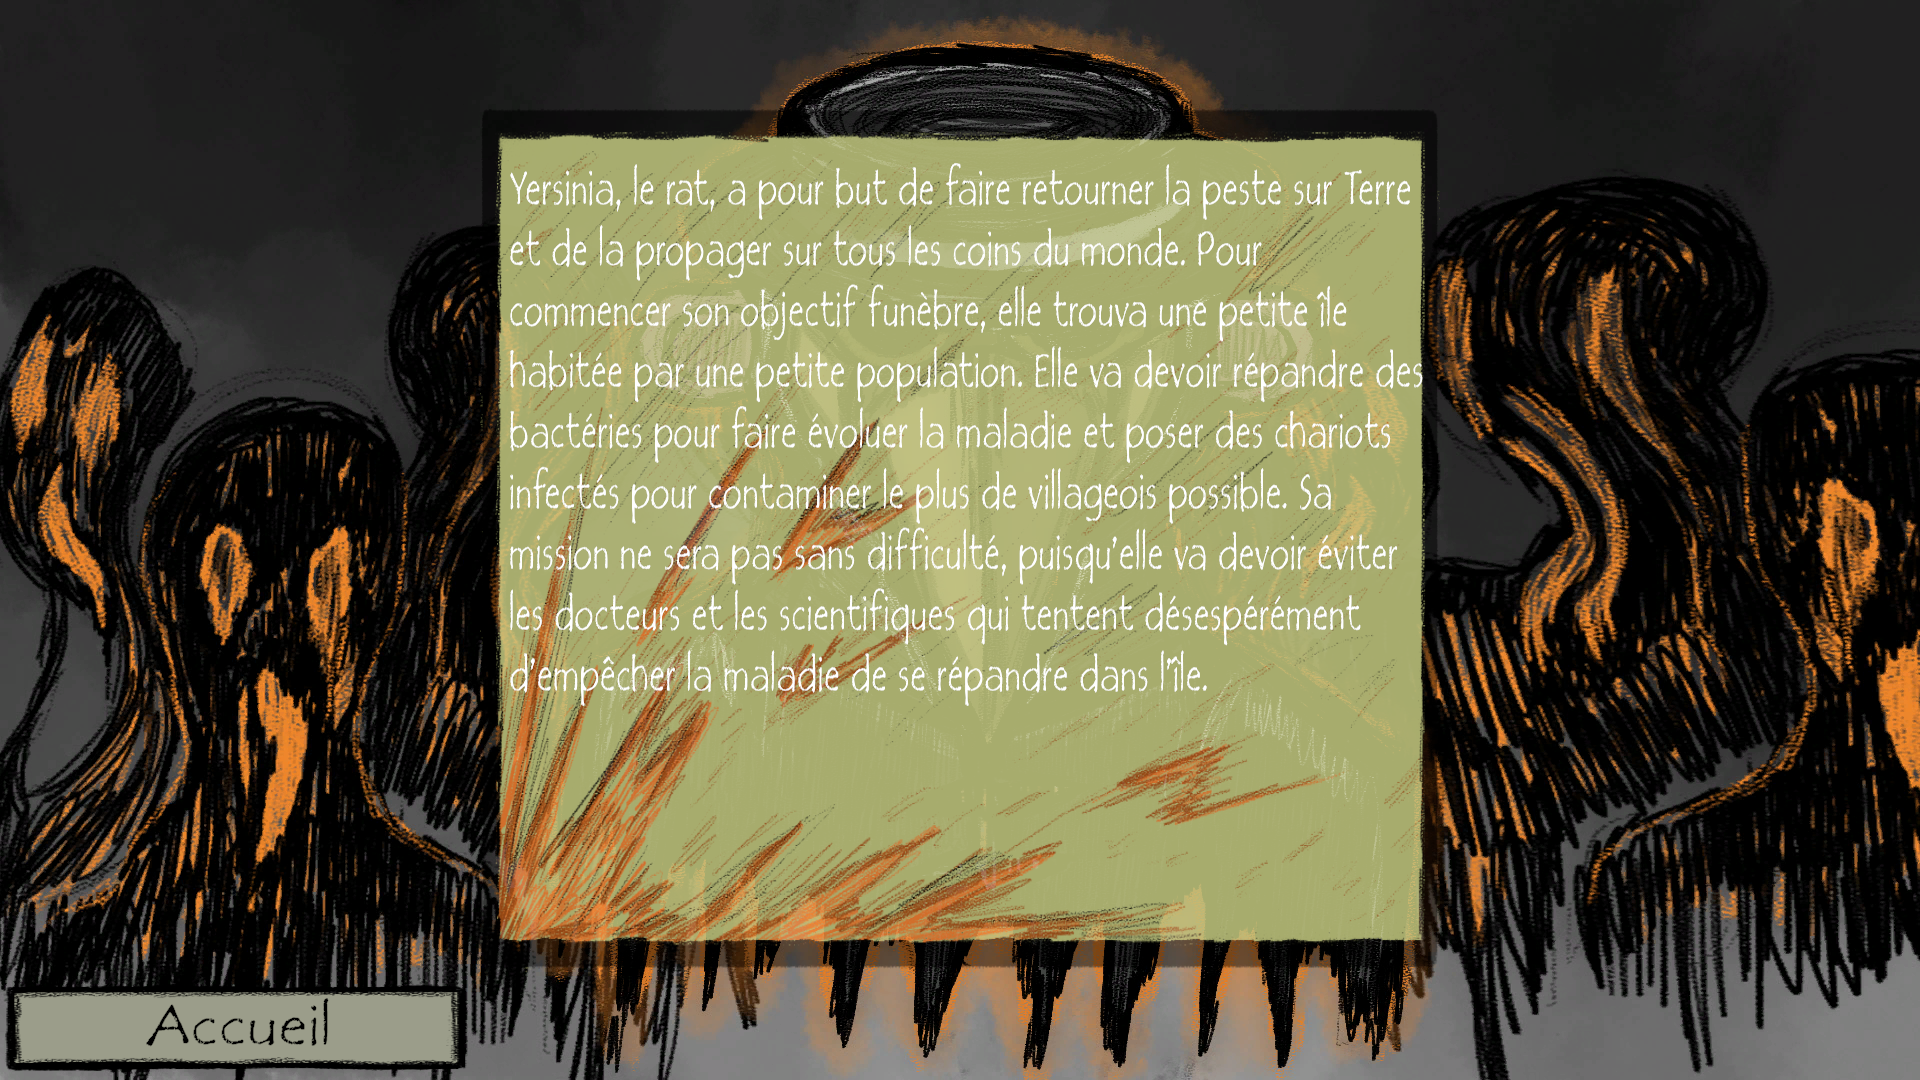 Yersinia, le rat, a pour but de faire retourner la peste sur Terre
et de la propager sur tous les coins du monde. Pour
commencer son objectif funèbre, elle trouva une petite île
habitée par une petite population. Elle va devoir répandre des
bactéries pour faire évoluer la maladie et poser des chariots
infectés pour contaminer le plus de villageois possible. Sa
mission ne sera pas sans difficulté, puisqu'elle va devoir éviter
les docteurs et les scientifiques qui tentent désespérément
d'empêcher la maladie de se répandre dans l'île.
Accueil